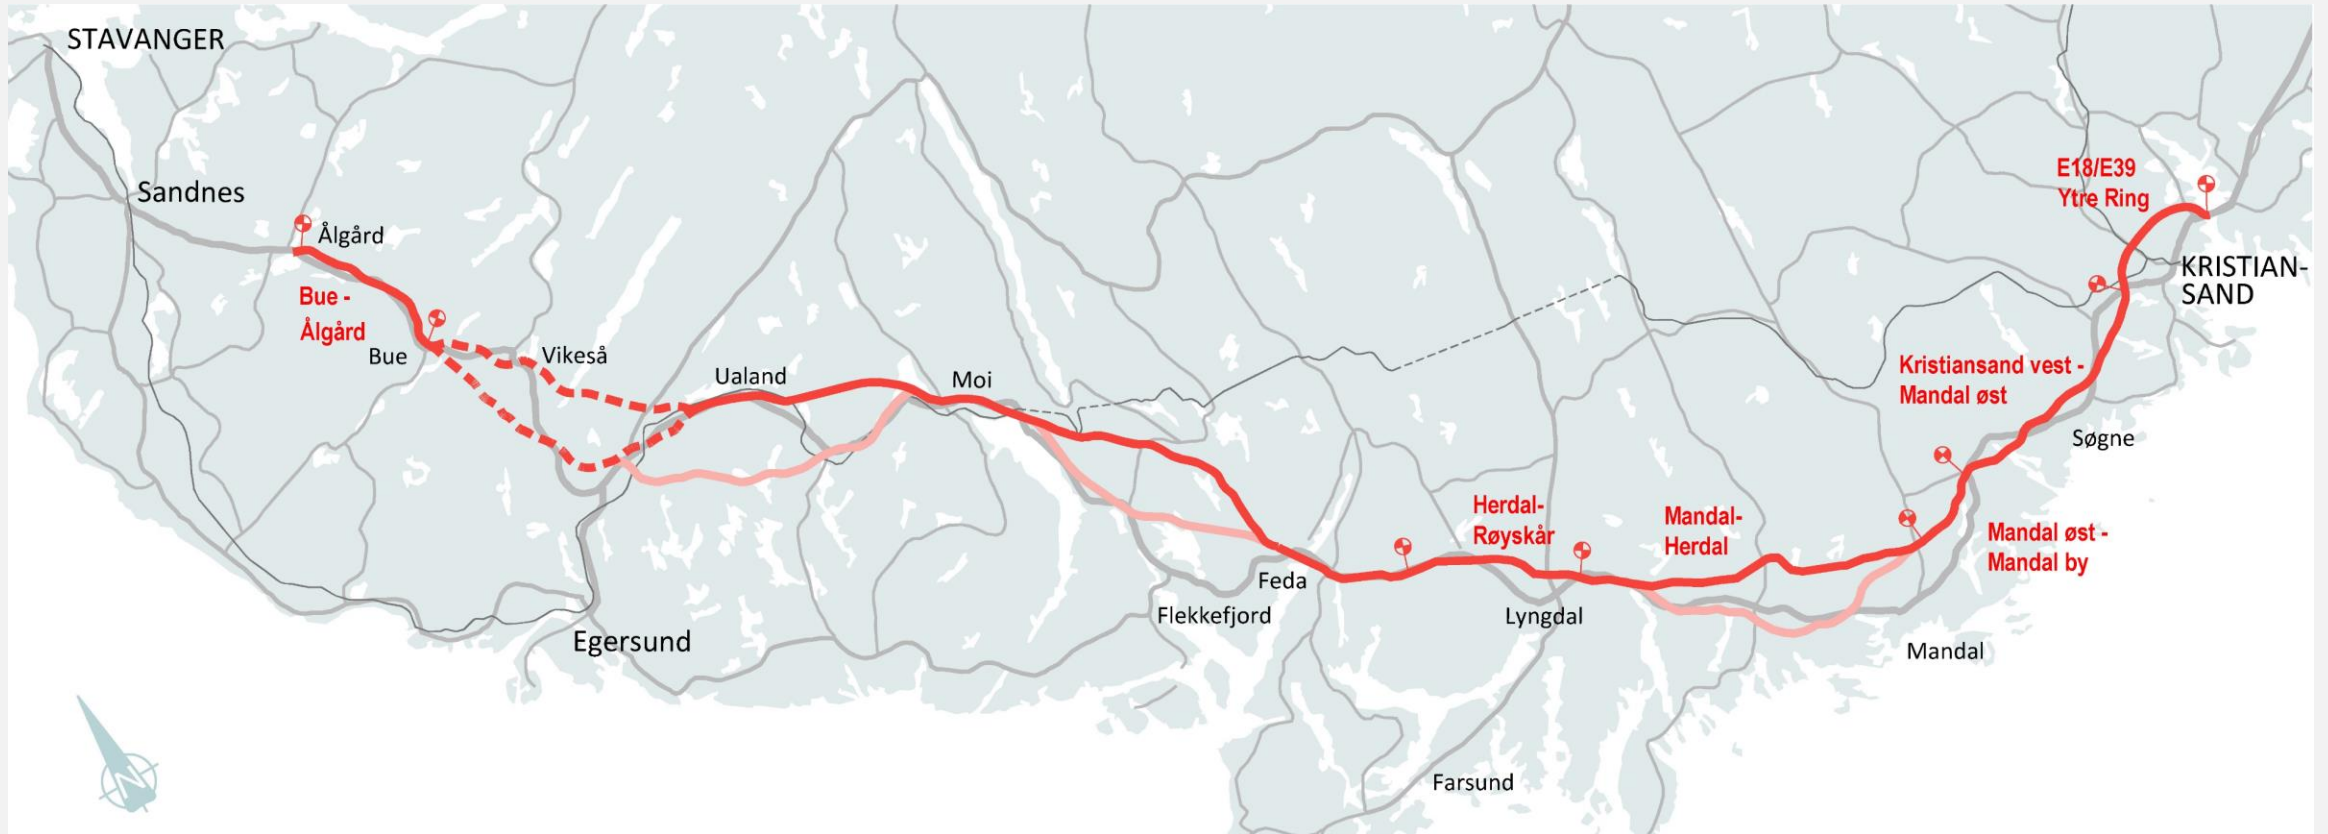 STAVANGER
Sandnes
Ålgård
Bue -
Ålgård
Bue
Vikeså
Ualand
Moi
Egersund
Feda
Flekkefjord
Herdal-
Røyskår
Lyngdal
Farsund
Mandal-
Herdal
Mandal
Mandal øst -
Mandal by
Kristiansand vest -
Mandal øst
Søgne
E18/E39
Ytre Ring
KRISTIAN-
SAND
N